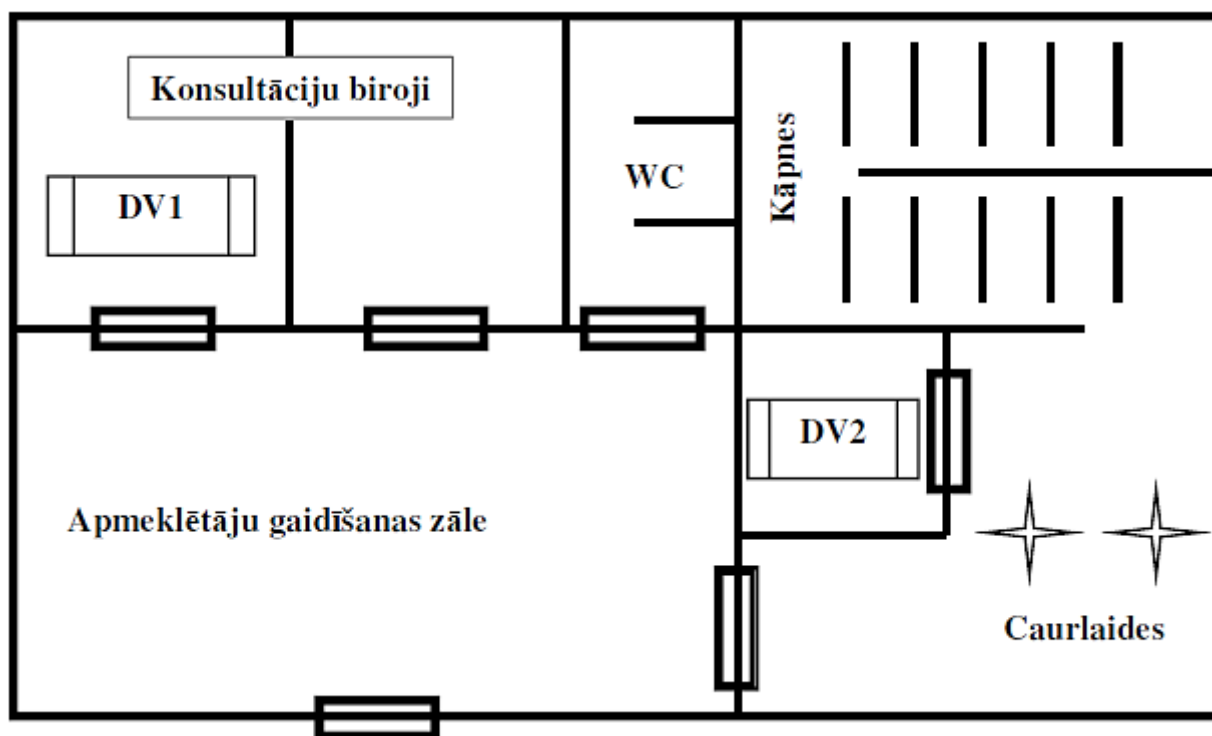 Konsultāciju biroji
DV1
WC
Kāpnes
DV2
Apmeklētāju gaidīšanas zāle
Caurlaides